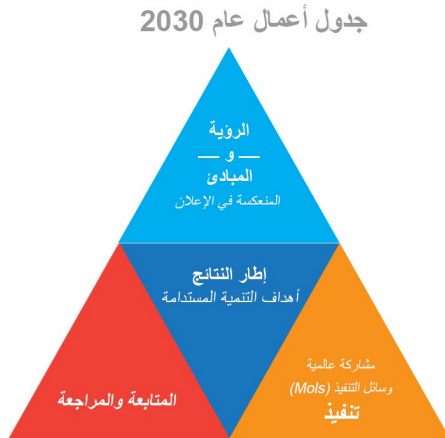 جدول أعمال عام 2030
الرؤية
— و —
المبادئ
المنعكسة في الإعلان
إطار النتائج
أهداف التنمية المستدامة
المتابعة والمراجعة
مشاركة عالمية
وسائل التنفيذ (MoIs)
تنفيذ